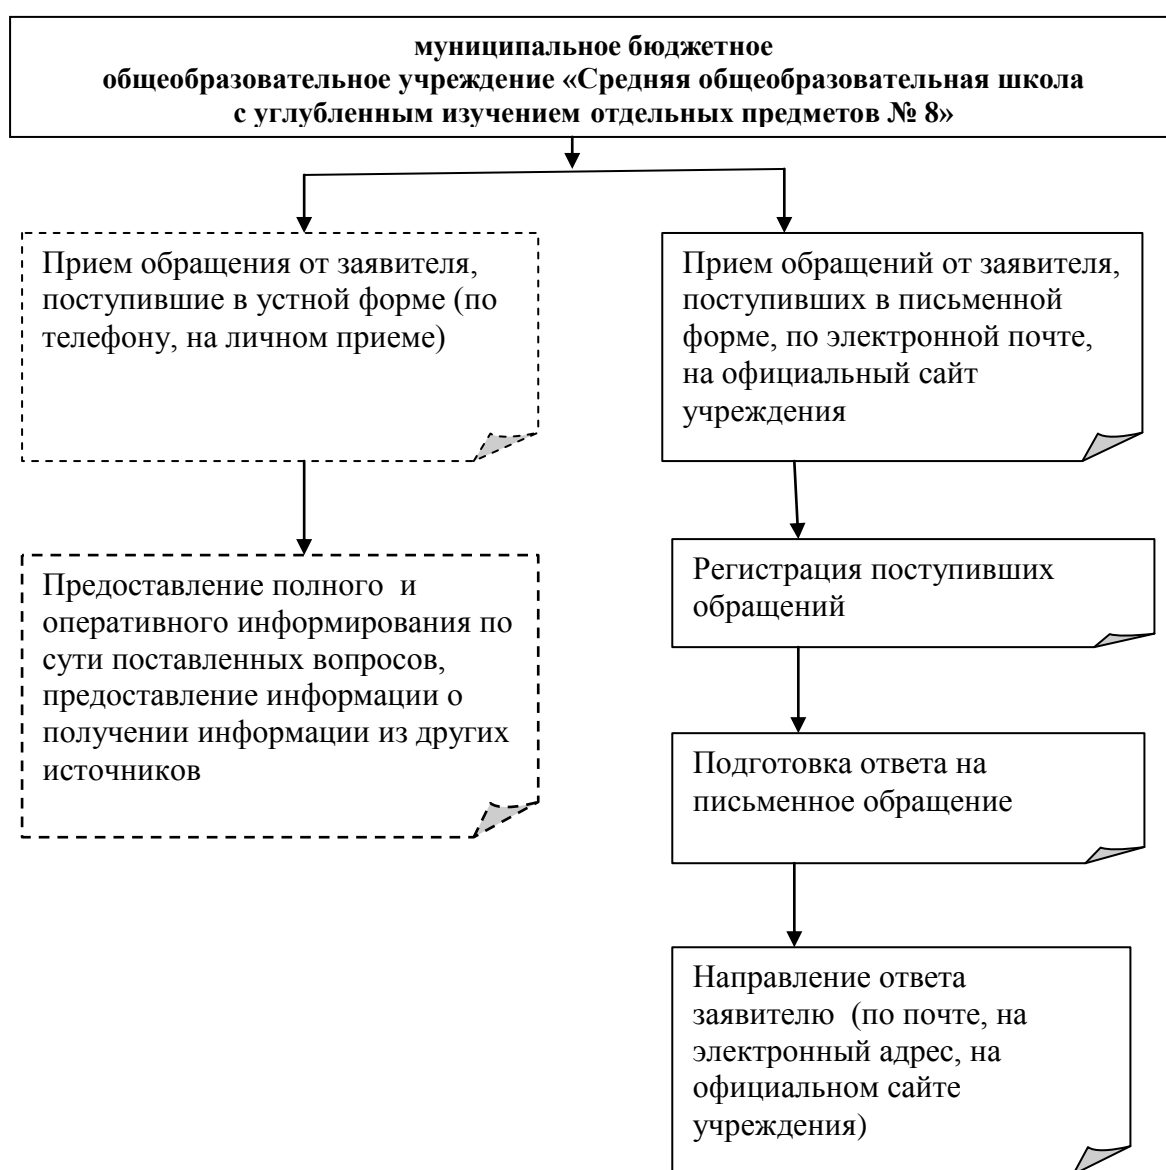 муниципальное бюджетное
общеобразовательное учреждение «Средняя общеобразовательная школа
с углубленным изучением отдельных предметов № 8»
Прием обращения от заявителя,
поступившие в устной форме (по
телефону, на личном приеме)
Предоставление полного и
оперативного информирования по
сути поставленных вопросов,
предоставление информации о
получении информации из других
источников
Прием обращений от заявителя,
поступивших в письменной
форме, по электронной почте,
на официальный сайт
учреждения
Регистрация поступивших
обращений
Подготовка ответа на
письменное обращение
Направление ответа
заявителю (по почте, на
электронный адрес, на
официальном сайте
учреждения)